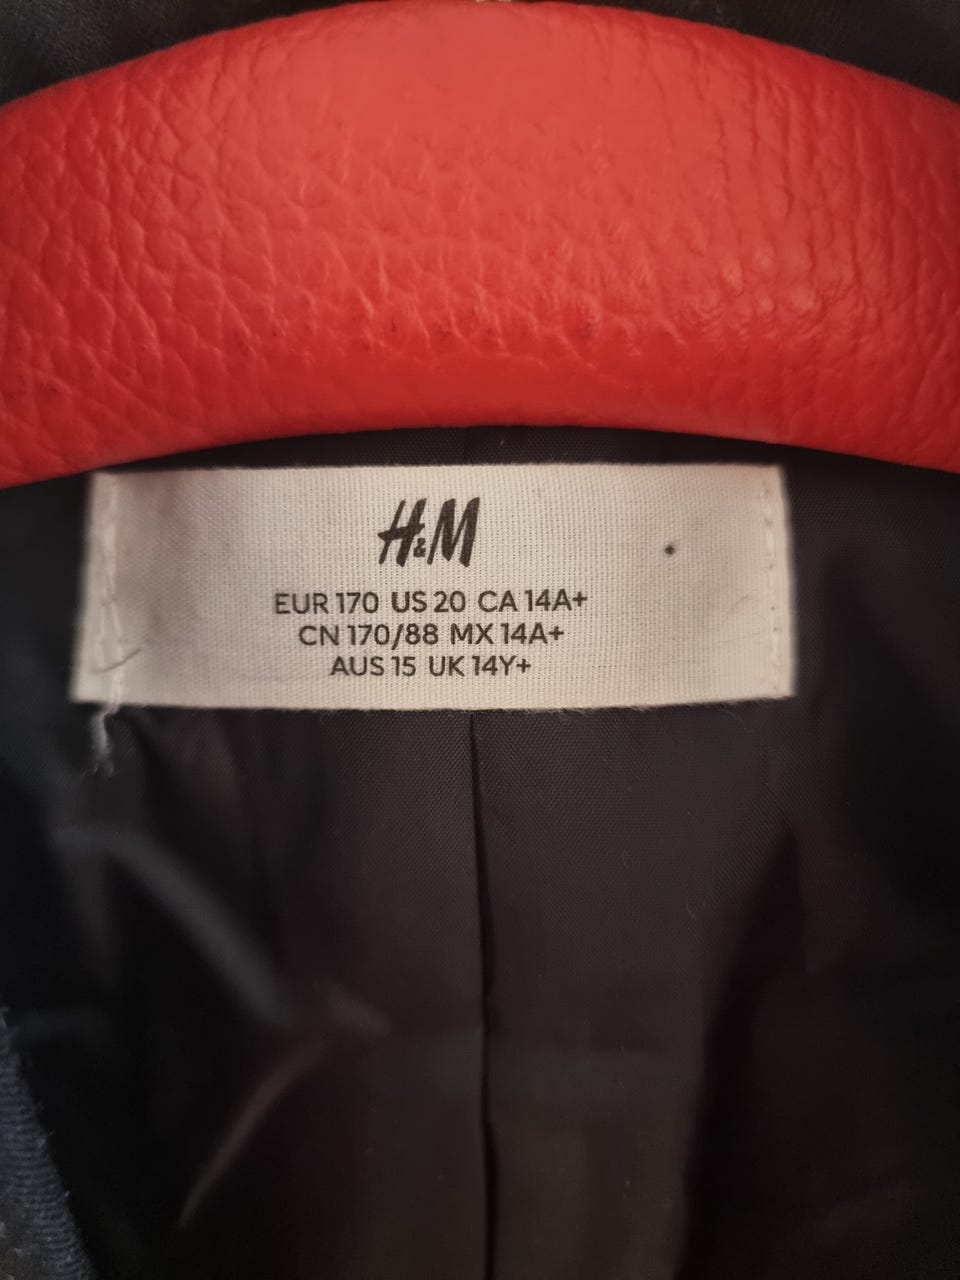 H&M
EUR 170 US 20 CA 14A+
CN 170/88 MX 14A+
AUS 15 UK 14Y+